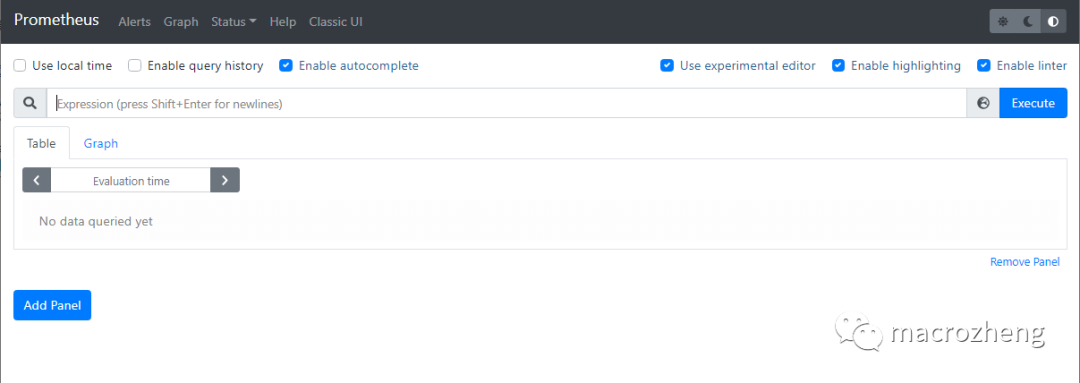 Prometheus Alerts Graph Status Help Classic UI
Use local time Enable query history Enable autocomplete Use experimental editor Enable highlighting Enable linter
Expression (press Shift+Enter for newlines) Execute
Table Graph
Evaluation time
No data queried yet
Remove Panel
Add Panel
macrozheng